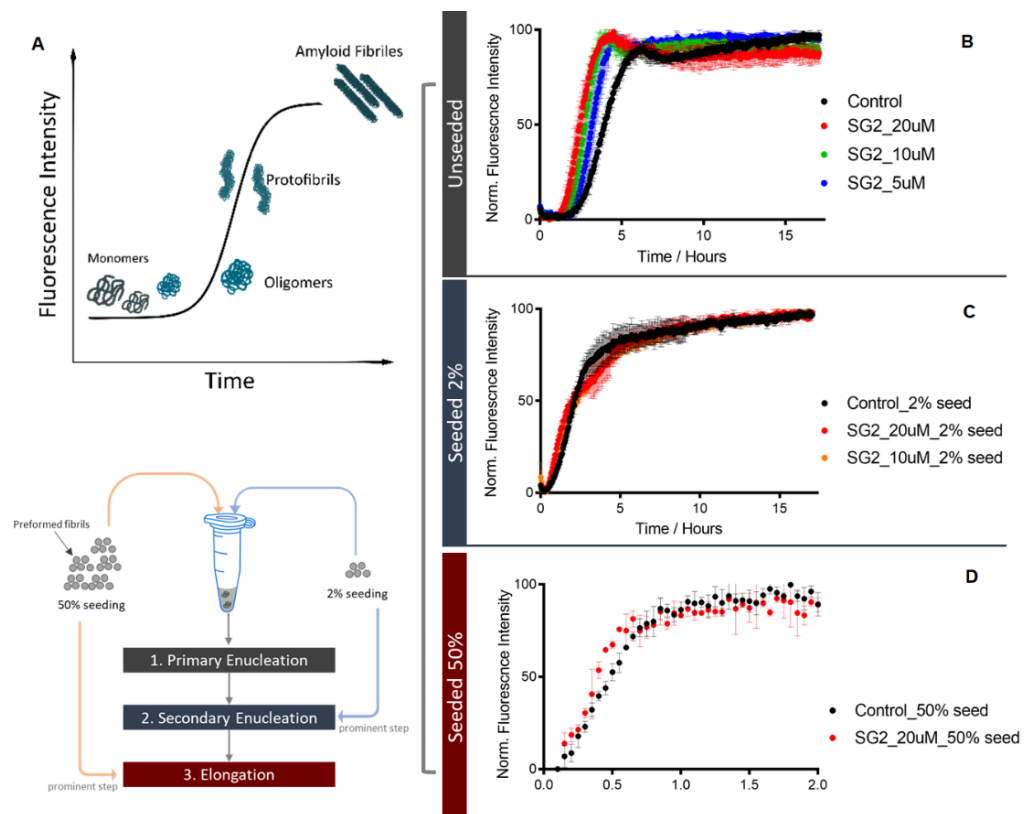 A
Fluorescence Intensity
Time
Monomers
Oligomers
Protofibrils
Amyloid Fibriles
Preformed fibrils
50% seeding
2% seeding
1. Primary Enucleation
2. Secondary Enucleation
prominent step
3. Elongation
prominent step
Unseeded
B
Norm. Fluorescnce Intensity
100
50
0
0 5 10 15
Time / Hours
Control
SG2_20uM
SG2_10uM
SG2_5uM
Seeded 2%
C
Norm. Fluorescnce Intensity
100
50
0
0 5 10 15
Time / Hours
Control_2% seed
SG2_20uM_2% seed
SG2_10uM_2% seed
Seeded 50%
D
Norm. Fluorescnce Intensity
100
50
0
0.0 0.5 1.0 1.5 2.0
Control_50% seed
SG2_20uM_50% seed